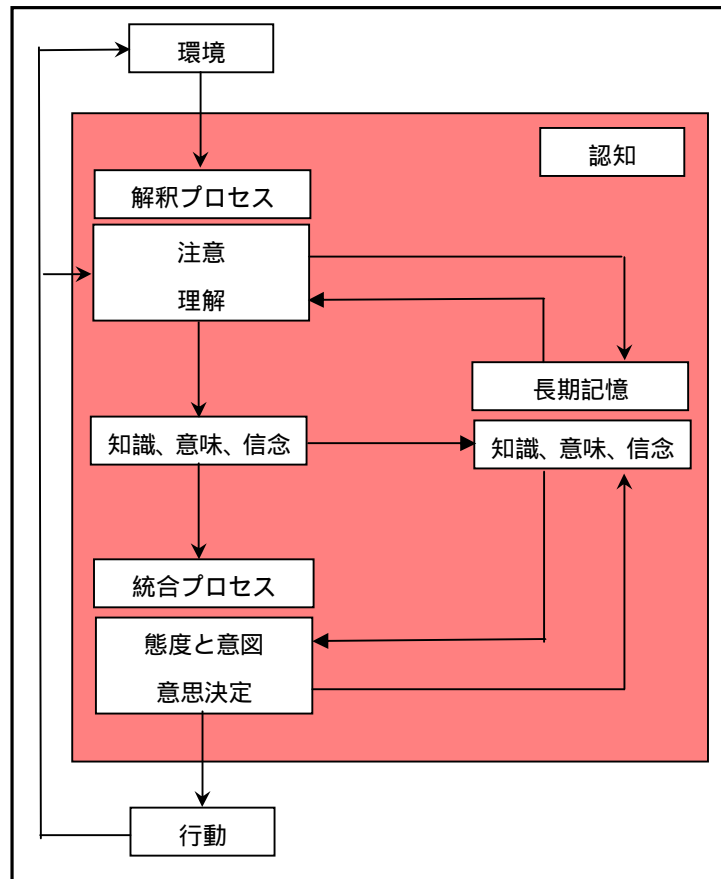 環境
認知
解釈プロセス
注意
理解
長期記憶
知識、意味、信念
知識、意味、信念
統合プロセス
態度と意図
意思決定
行動